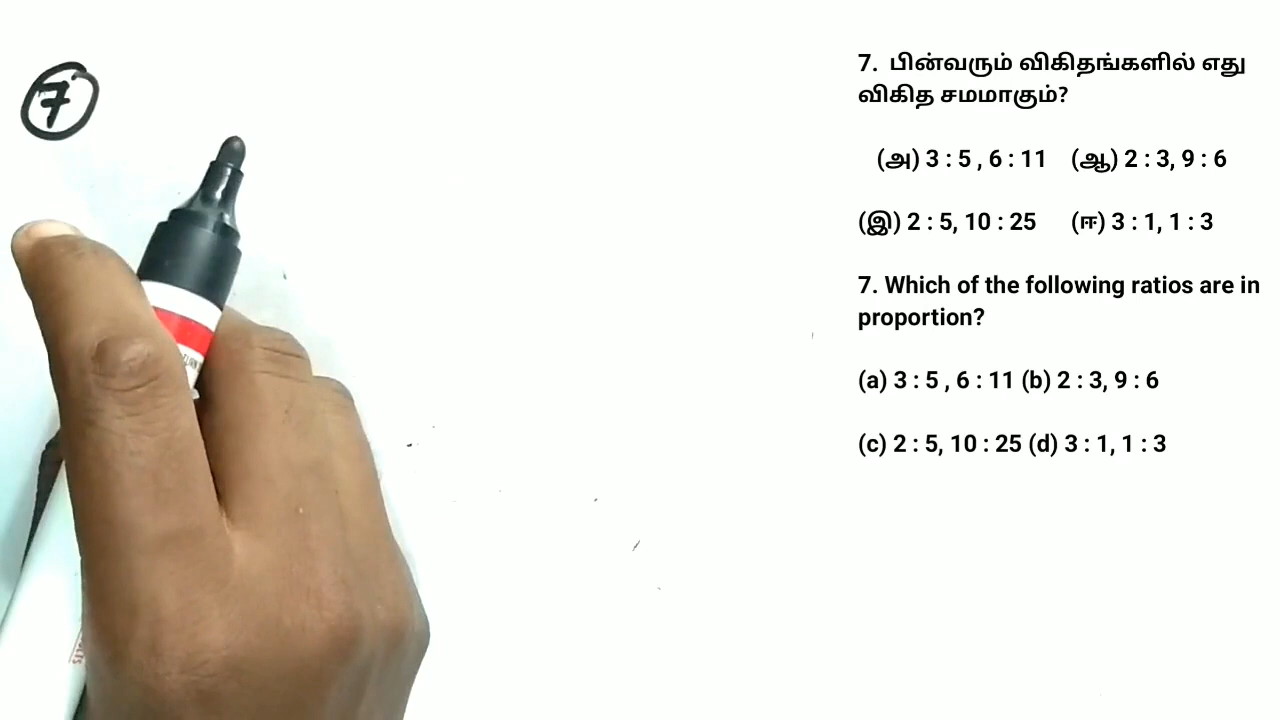 7
7. பின்வரும் விகிதங்களில் எது
விகித சமமாகும்?
(அ) 3 : 5 , 6 : 11 (ஆ) 2 : 3, 9 : 6
(இ) 2 : 5, 10 : 25 (ஈ) 3 : 1, 1 : 3
7. Which of the following ratios are in
proportion?
(a) 3 : 5 , 6 : 11 (b) 2 : 3, 9 : 6
(c) 2 : 5, 10 : 25 (d) 3 : 1, 1 : 3